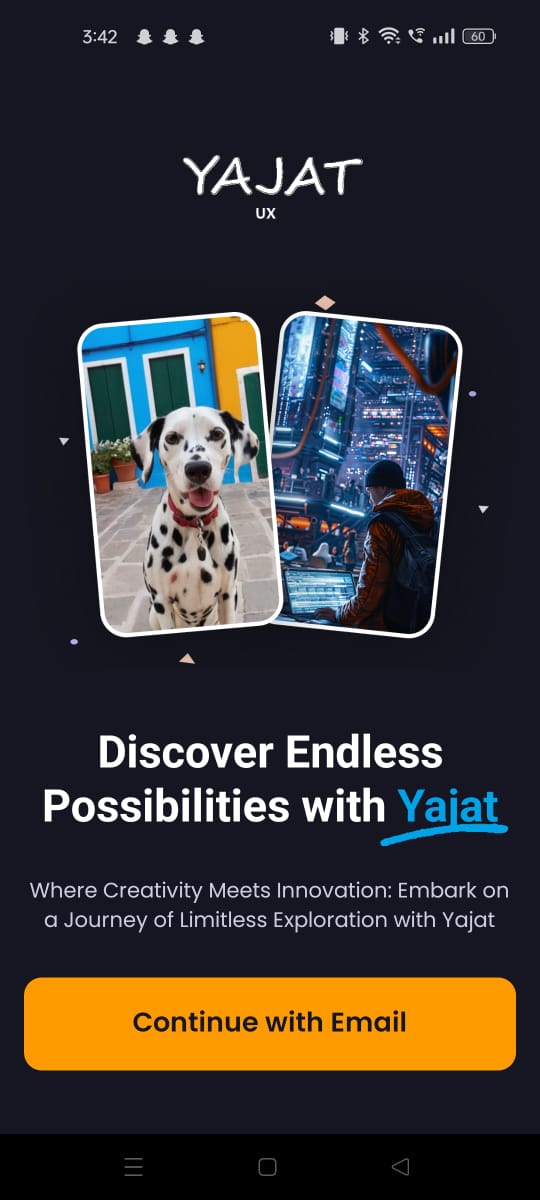 3:42
60
YAJAT
UX
Discover Endless
Possibilities with Yajat
Where Creativity Meets Innovation: Embark on
a Journey of Limitless Exploration with Yajat
Continue with Email